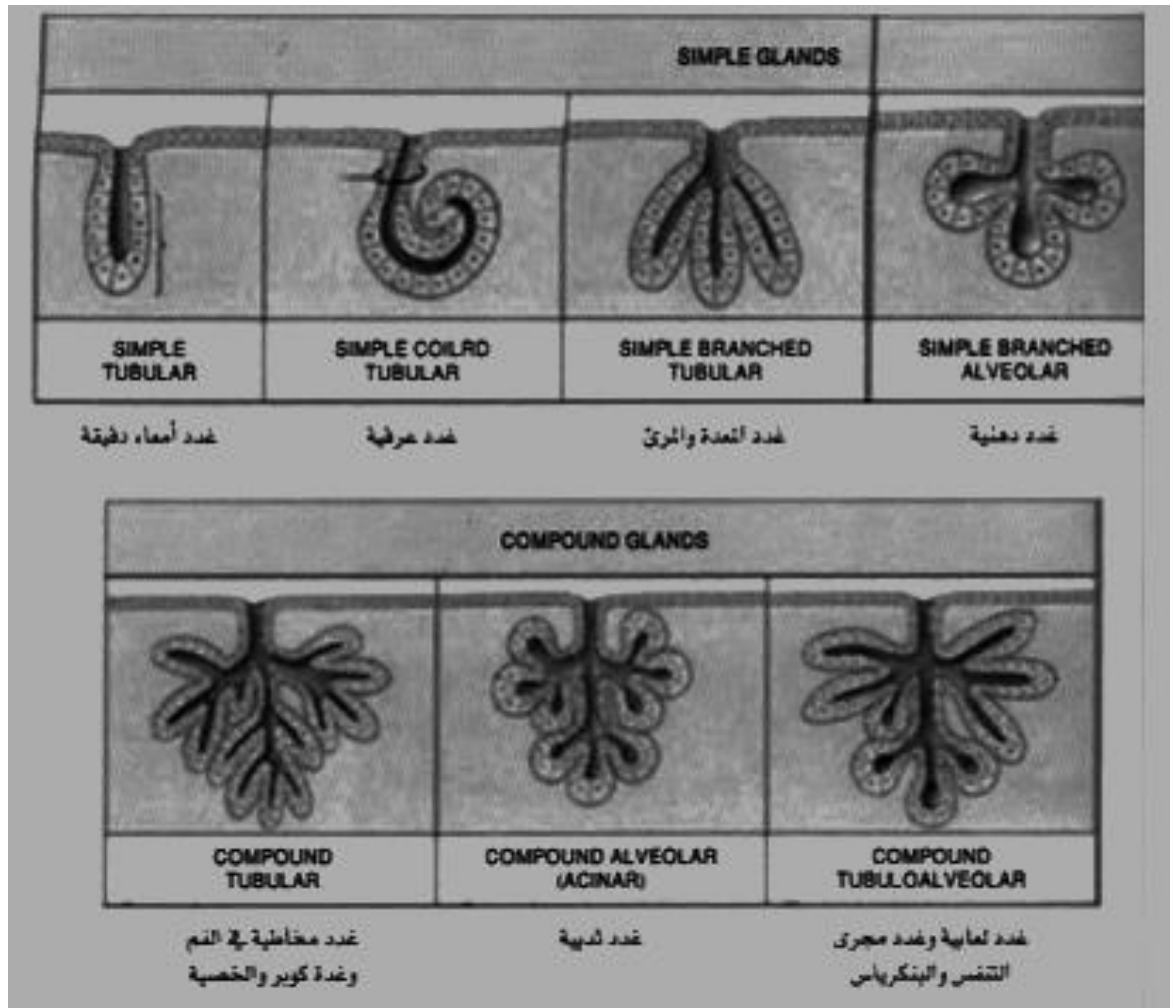 SIMPLE GLANDS
SIMPLE
TUBULAR
SIMPLE COILRD
TUBULAR
SIMPLE BRANCHED
TUBULAR
SIMPLE BRANCHED
ALVEOLAR
غدد أمعاء دقيقة
غدد عرقية
غدد المعدة والمرئ
غدد دهنية
COMPOUND GLANDS
COMPOUND
TUBULAR
COMPOUND ALVEOLAR
(ACINAR)
COMPOUND
TUBULOALVEOLAR
غدد مخاطية في الفم
وغدة كوبر والخصية
غدد ثديية
غدد لعابية وغدد مجرى
التنفس والبنكرياس